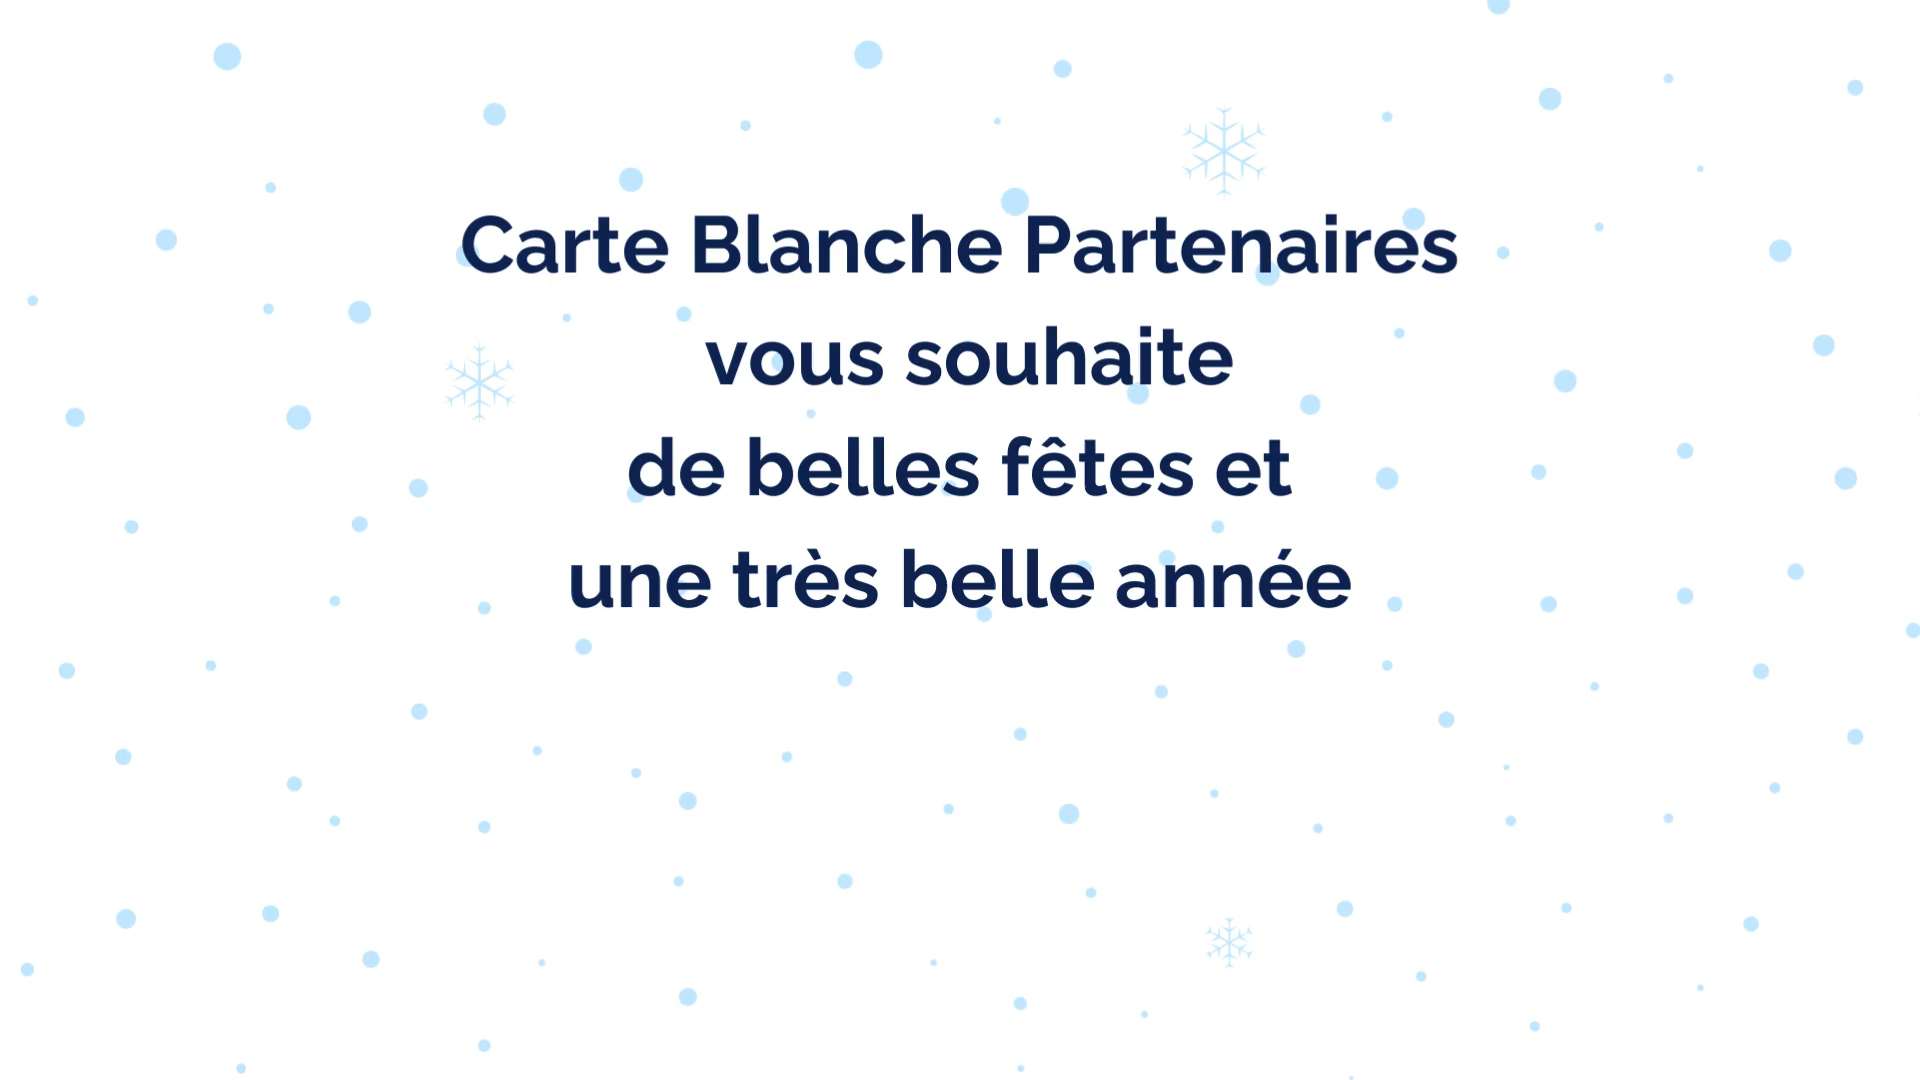 Carte Blanche Partenaires
vous souhaite
de belles fêtes et
une très belle année